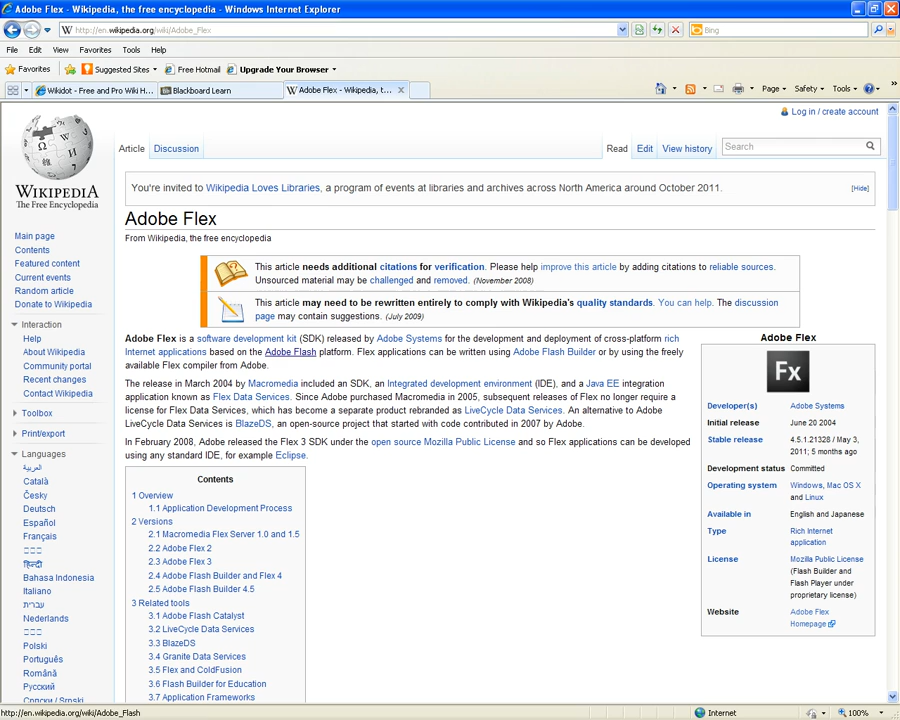 Adobe Flex - Wikipedia, the free encyclopedia - Windows Internet Explorer
http://en.wikipedia.org/wiki/Adobe_Flex
Bing
File Edit View Favorites Tools Help
Favorites Suggested Sites Free Hotmail Upgrade Your Browser
Wikidot - Free and Pro Wiki H... Blackboard Learn Adobe Flex - Wikipedia, t... Page Safety Tools
Log in / create account
Article Discussion Read Edit View history Search
WIKIPEDIA
The Free Encyclopedia
You're invited to Wikipedia Loves Libraries, a program of events at libraries and archives across North America around October 2011. [Hide]
Adobe Flex
From Wikipedia, the free encyclopedia
This article needs additional citations for verification. Please help improve this article by adding citations to reliable sources.
Unsourced material may be challenged and removed. (November 2008)
This article may need to be rewritten entirely to comply with Wikipedia's quality standards. You can help. The discussion
page may contain suggestions. (July 2009)
Adobe Flex is a software development kit (SDK) released by Adobe Systems for the development and deployment of cross-platform rich
Internet applications based on the Adobe Flash platform. Flex applications can be written using Adobe Flash Builder or by using the freely
available Flex compiler from Adobe.
The release in March 2004 by Macromedia included an SDK, an Integrated development environment (IDE), and a Java EE integration
application known as Flex Data Services. Since Adobe purchased Macromedia in 2005, subsequent releases of Flex no longer require a
license for Flex Data Services, which has become a separate product rebranded as LiveCycle Data Services. An alternative to Adobe
LiveCycle Data Services is BlazeDS, an open-source project that started with code contributed in 2007 by Adobe.
In February 2008, Adobe released the Flex 3 SDK under the open source Mozilla Public License and so Flex applications can be developed
using any standard IDE, for example Eclipse.
Contents
1 Overview
1.1 Application Development Process
2 Versions
2.1 Macromedia Flex Server 1.0 and 1.5
2.2 Adobe Flex 2
2.3 Adobe Flex 3
2.4 Adobe Flash Builder and Flex 4
2.5 Adobe Flash Builder 4.5
3 Related tools
3.1 Adobe Flash Catalyst
3.2 LiveCycle Data Services
3.3 BlazeDS
3.4 Granite Data Services
3.5 Flex and ColdFusion
3.6 Flash Builder for Education
3.7 Application Frameworks
Adobe Flex
Fx
Developer(s) Adobe Systems
Initial release June 20 2004
Stable release 4.5.1.21328 / May 3,
2011; 5 months ago
Development status Committed
Operating system Windows, Mac OS X
and Linux
Available in English and Japanese
Type Rich Internet
application
License Mozilla Public License
(Flash Builder and
Flash Player under
proprietary license)
Website Adobe Flex
Homepage
Main page
Contents
Featured content
Current events
Random article
Donate to Wikipedia
Interaction
Help
About Wikipedia
Community portal
Recent changes
Contact Wikipedia
Toolbox
Print/export
Languages
العربية
Català
Česky
Deutsch
Español
Français
हिन्दी
Bahasa Indonesia
Italiano
עברית
Nederlands
Polski
Português
Română
Русский
Српски / Srpski
http://en.wikipedia.org/wiki/Adobe_Flash Internet 100%